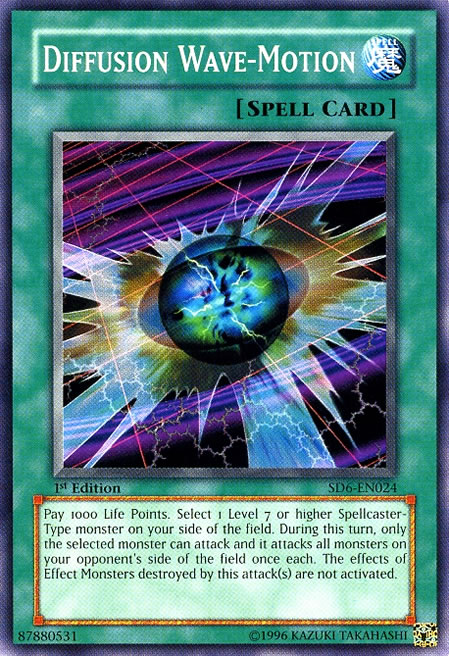 DIFFUSION WAVE-MOTION
SPELL
魔
[SPELL CARD]
1st Edition
SD6-EN024
Pay 1000 Life Points. Select 1 Level 7 or higher Spellcaster-
Type monster on your side of the field. During this turn, only
the selected monster can attack and it attacks all monsters on
your opponent's side of the field once each. The effects of
Effect Monsters destroyed by this attack(s) are not activated.
87880531
©1996 KAZUKI TAKAHASHI